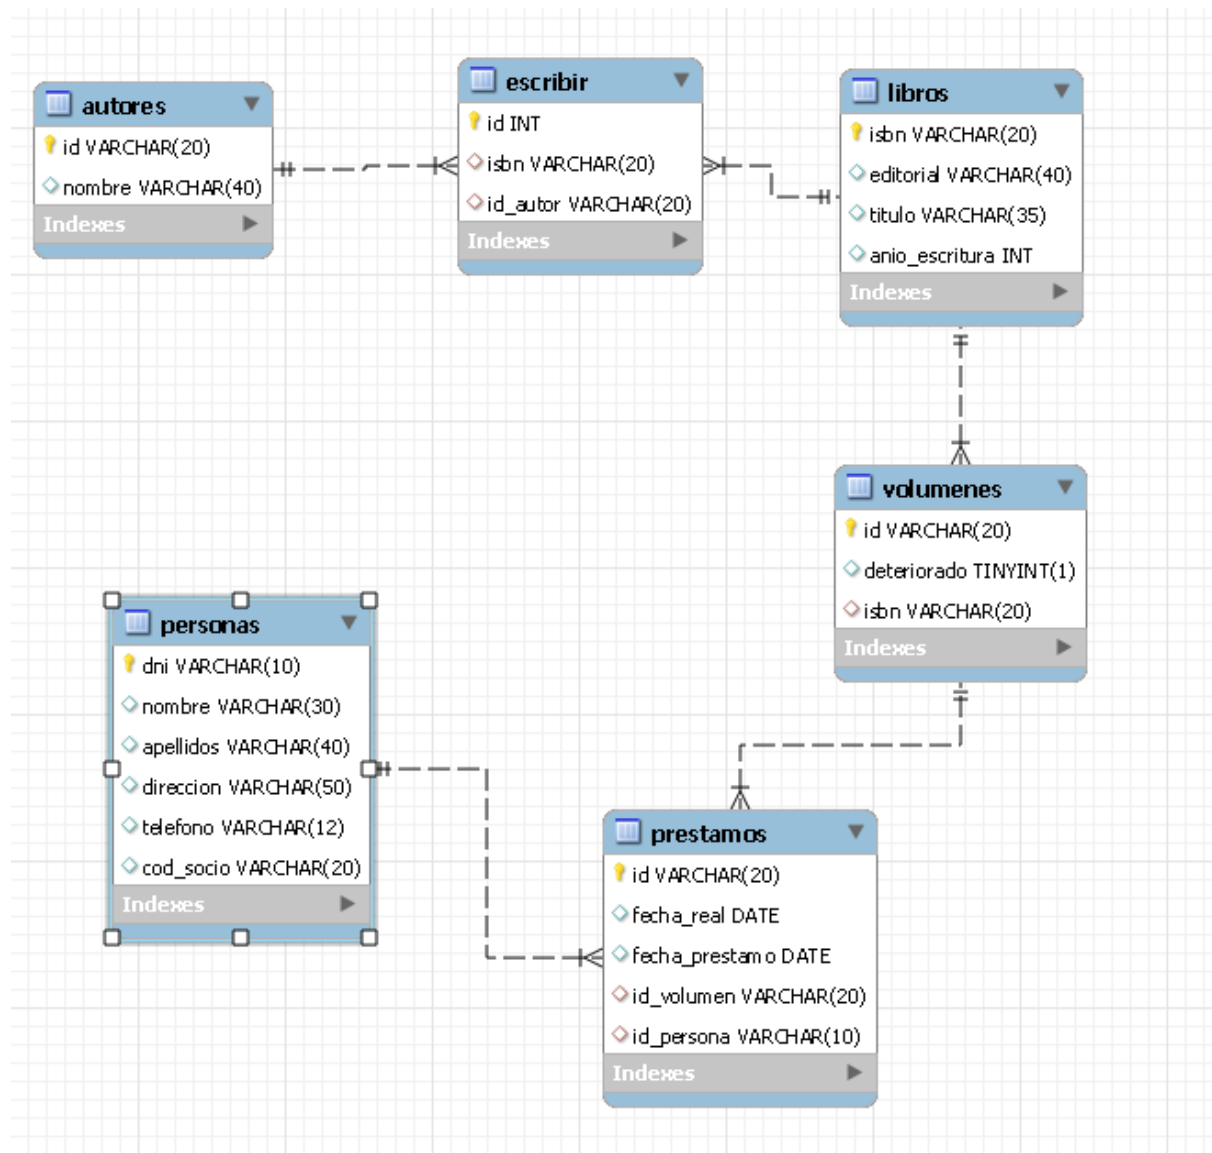 autores
id VARCHAR(20)
nombre VARCHAR(40)
Indexes
escribir
id INT
isbn VARCHAR(20)
id_autor VARCHAR(20)
Indexes
libros
isbn VARCHAR(20)
editorial VARCHAR(40)
titulo VARCHAR(35)
anio_escritura INT
Indexes
volumenes
id VARCHAR(20)
deteriorado TINYINT(1)
isbn VARCHAR(20)
Indexes
personas
dni VARCHAR(10)
nombre VARCHAR(30)
apellidos VARCHAR(40)
direccion VARCHAR(50)
telefono VARCHAR(12)
cod_socio VARCHAR(20)
Indexes
prestamos
id VARCHAR(20)
fecha_real DATE
fecha_prestamo DATE
id_volumen VARCHAR(20)
id_persona VARCHAR(10)
Indexes